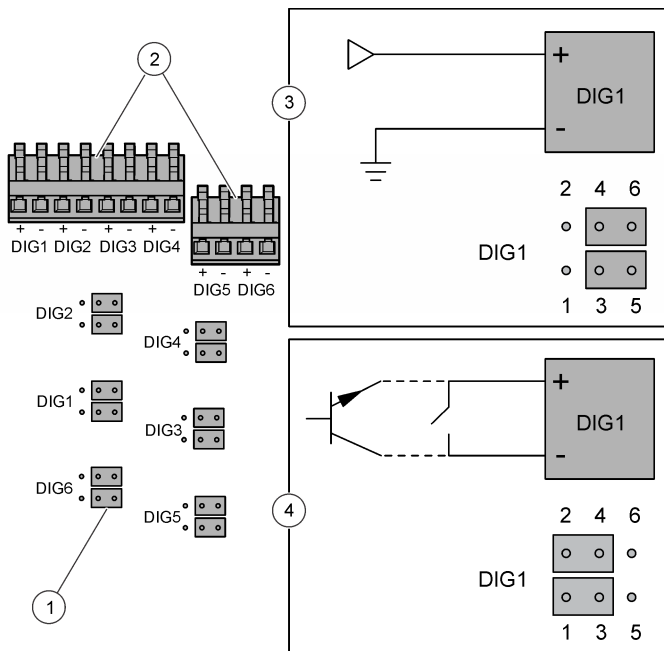 2
+ - + - + - + -
DIG1 DIG2 DIG3 DIG4
+ - + -
DIG5 DIG6
DIG2
DIG4
DIG1
DIG3
DIG6
DIG5
1
3
+
DIG1
-
2 4 6
DIG1
1 3 5
4
+
DIG1
-
2 4 6
DIG1
1 3 5